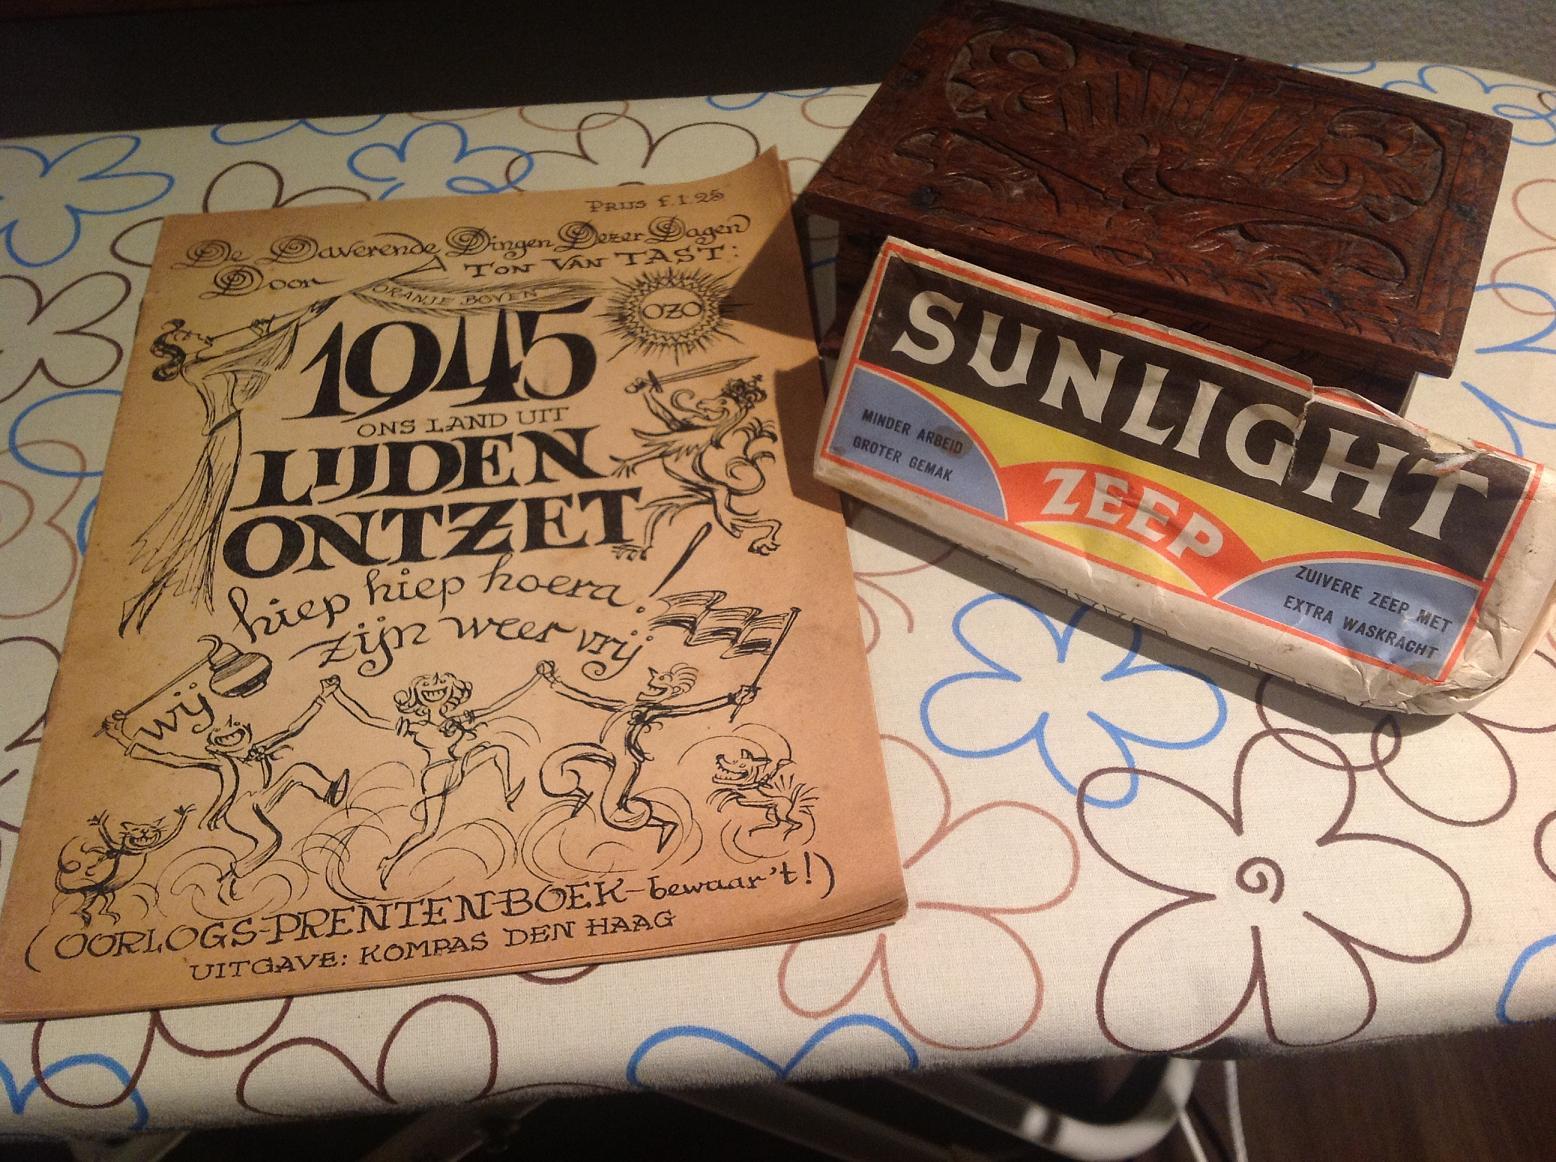 PRIJS f. 1.25
De Daverende Dingen Dezer Dagen
Door TON VAN TAST:
ORANJE BOVEN
OZO
1945
ONS LAND UIT
LIJDEN
ONTZET
hiep hiep hoera!
wij zijn weer vrij
(OORLOGS-PRENTEN-BOEK-bewaar't!)
UITGAVE: KOMPAS DEN HAAG
SUNLIGHT
ZEEP
MINDER ARBEID
GROTER GEMAK
ZUIVERE ZEEP MET
EXTRA WASKRACHT